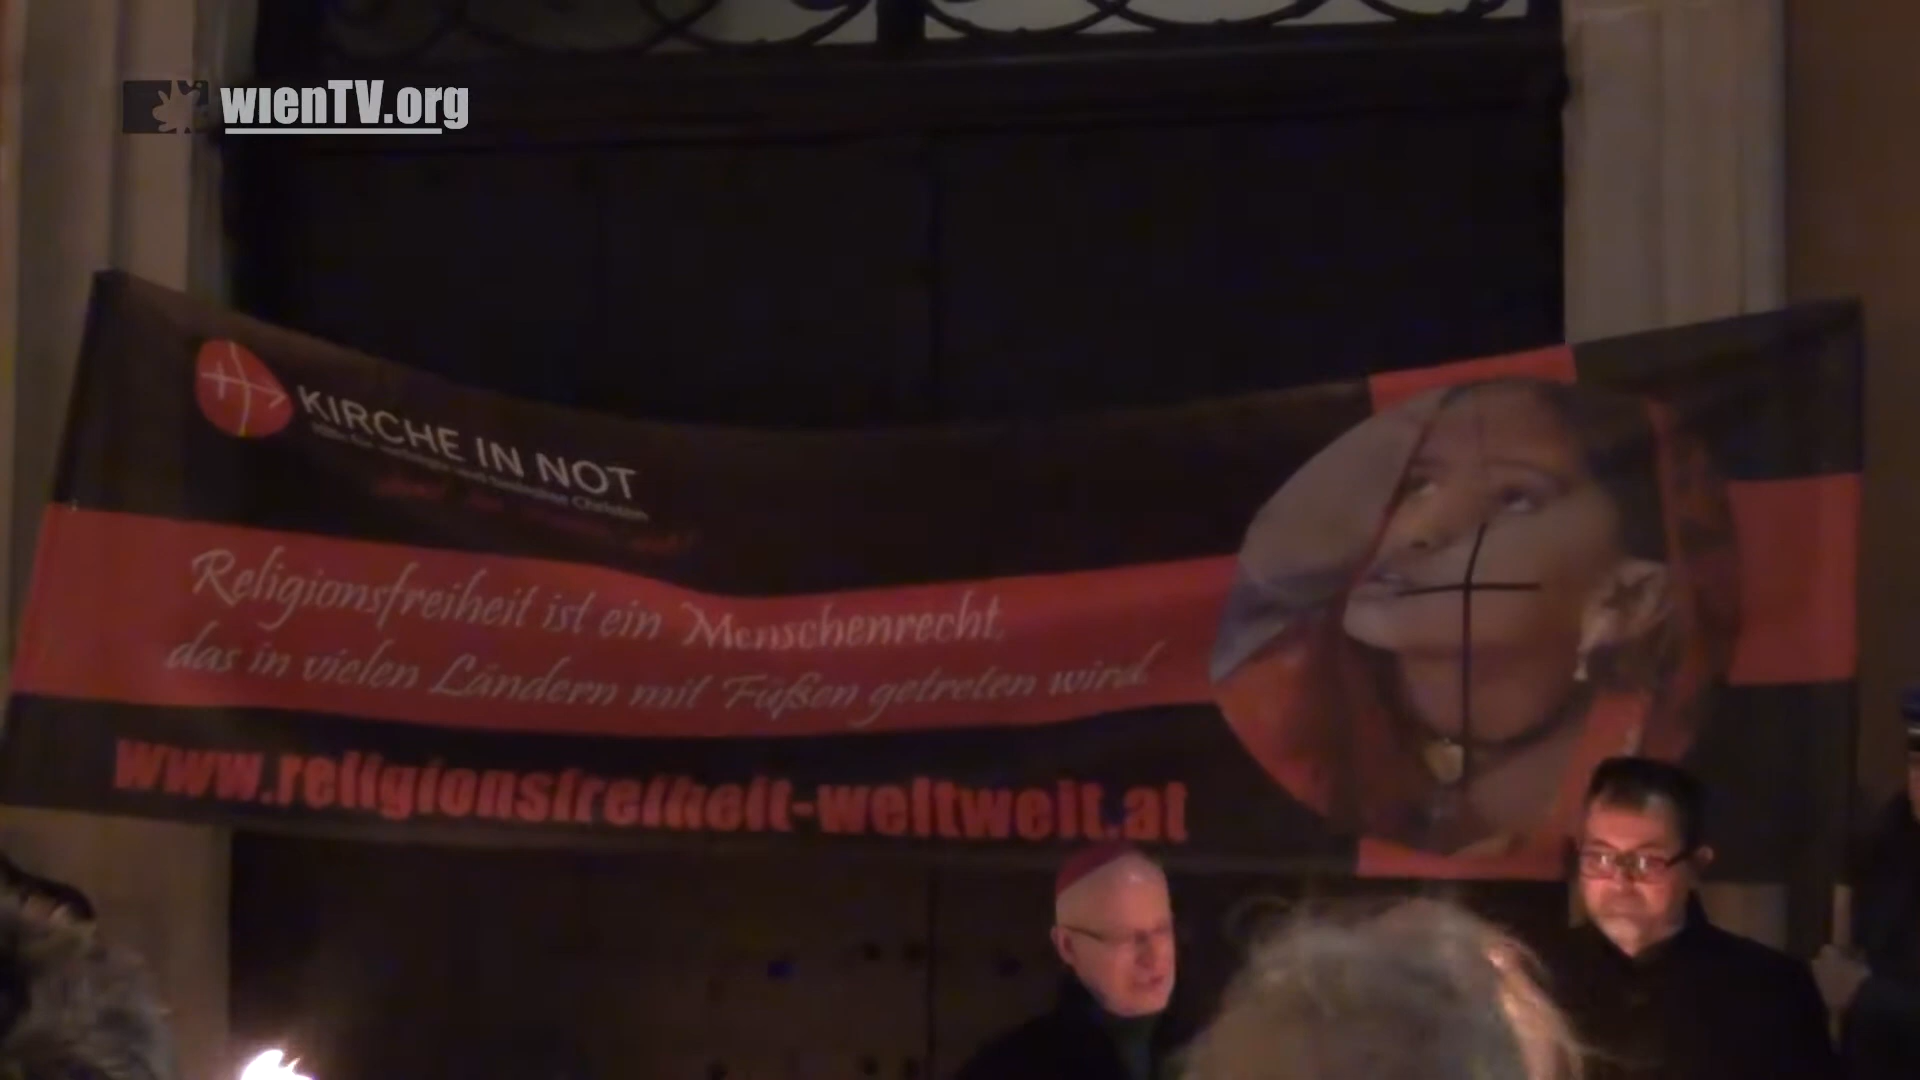 wienTV.org
KIRCHE IN NOT
Religionsfreiheit ist ein Menschenrecht,
das in vielen Ländern mit Füßen getreten wird.
www.religionsfreiheit-weltweit.at